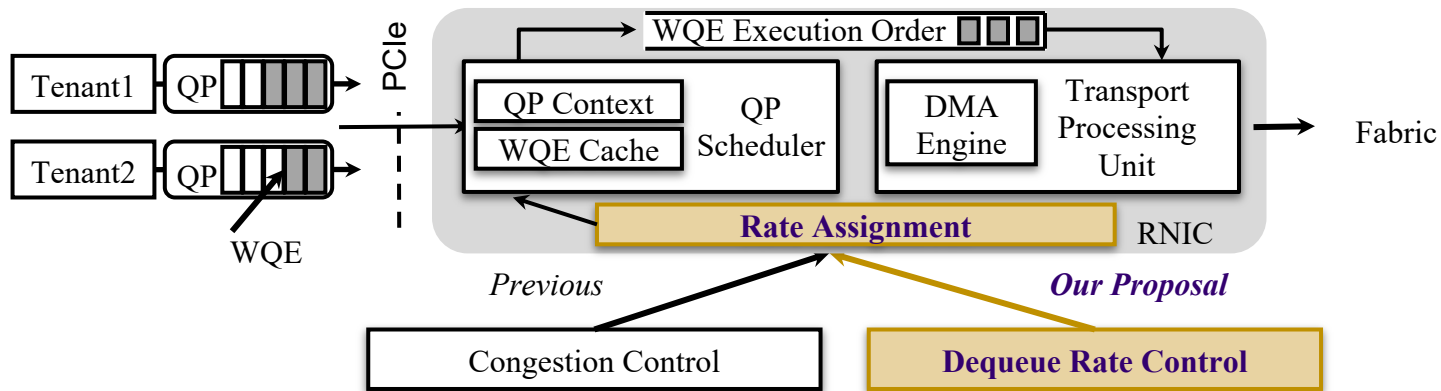 WQE Execution Order
PCIe
Tenant1
QP
QP Context
WQE Cache
QP
Scheduler
DMA
Engine
Transport
Processing
Unit
Fabric
Tenant2
QP
WQE
Rate Assignment
RNIC
Previous
Our Proposal
Congestion Control
Dequeue Rate Control